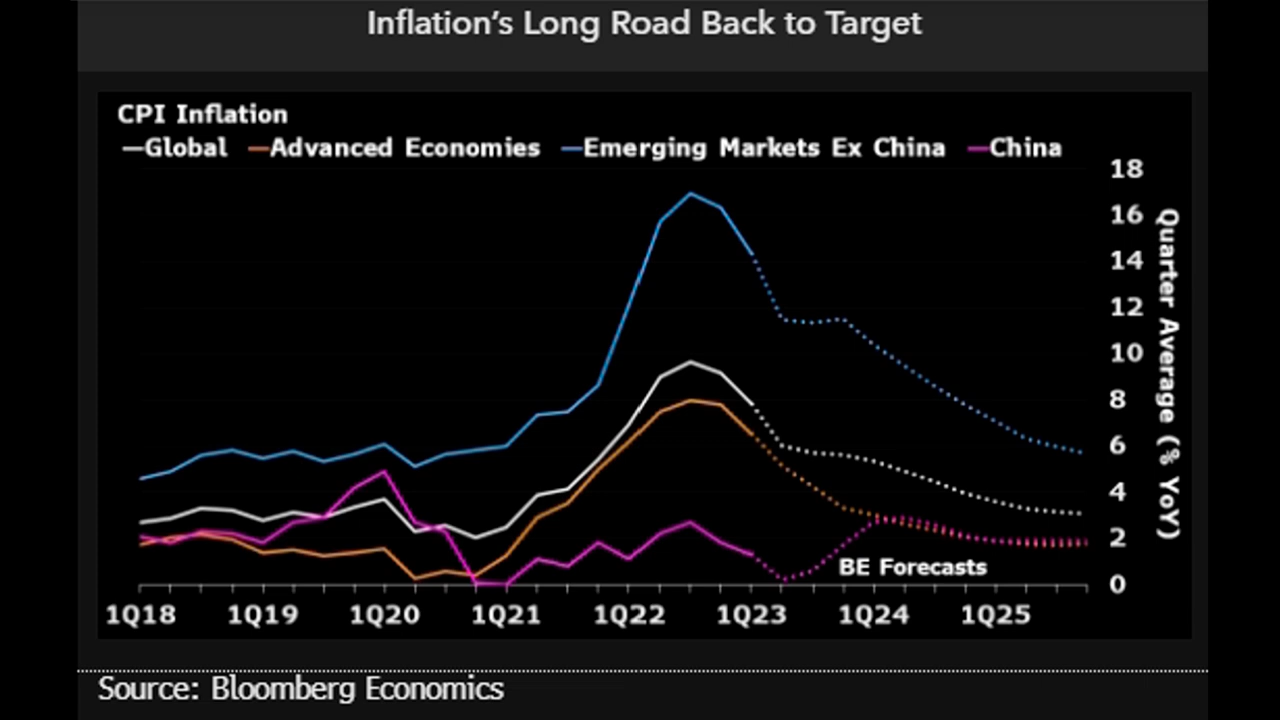 Inflation's Long Road Back to Target
CPI Inflation
Global Advanced Economies Emerging Markets Ex China China
18
16
14
12
10
8
6
4
2
0
Quarter Average (% YoY)
BE Forecasts
1Q18 1Q19 1Q20 1Q21 1Q22 1Q23 1Q24 1Q25
Source: Bloomberg Economics